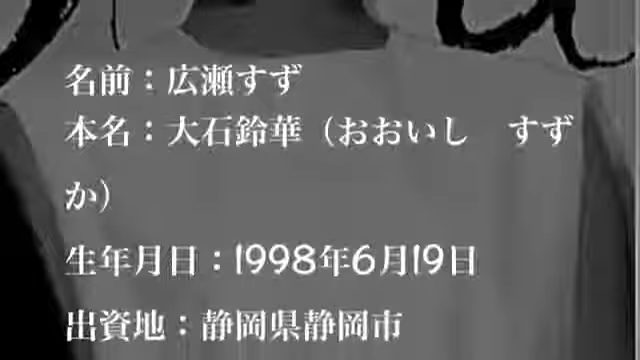 名前：広瀬すず
本名：大石鈴華（おおいし　すず
か）
生年月日：1998年6月19日
出資地：静岡県静岡市